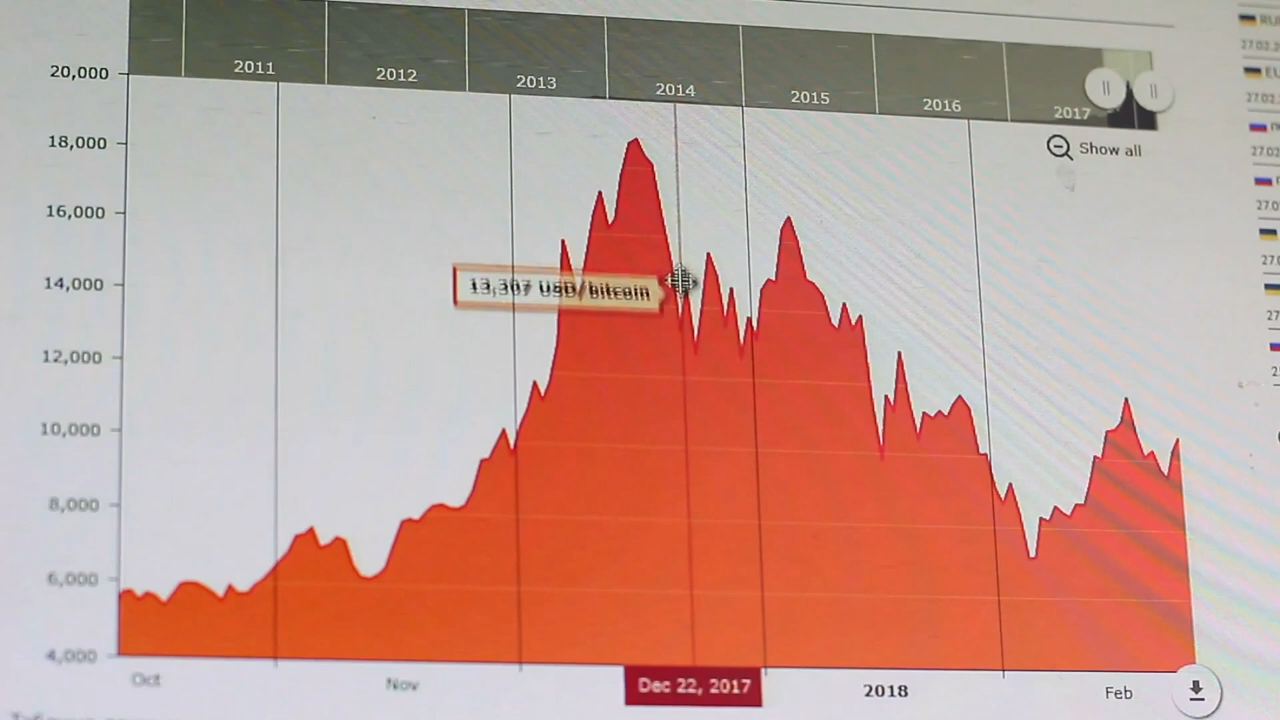 2011
2012
2013
2014
2015
2016
2017
Show all
20,000
18,000
16,000
14,000
12,000
10,000
8,000
6,000
4,000
13,307 USD/bitcoin
Oct
Nov
Dec 22, 2017
2018
Feb